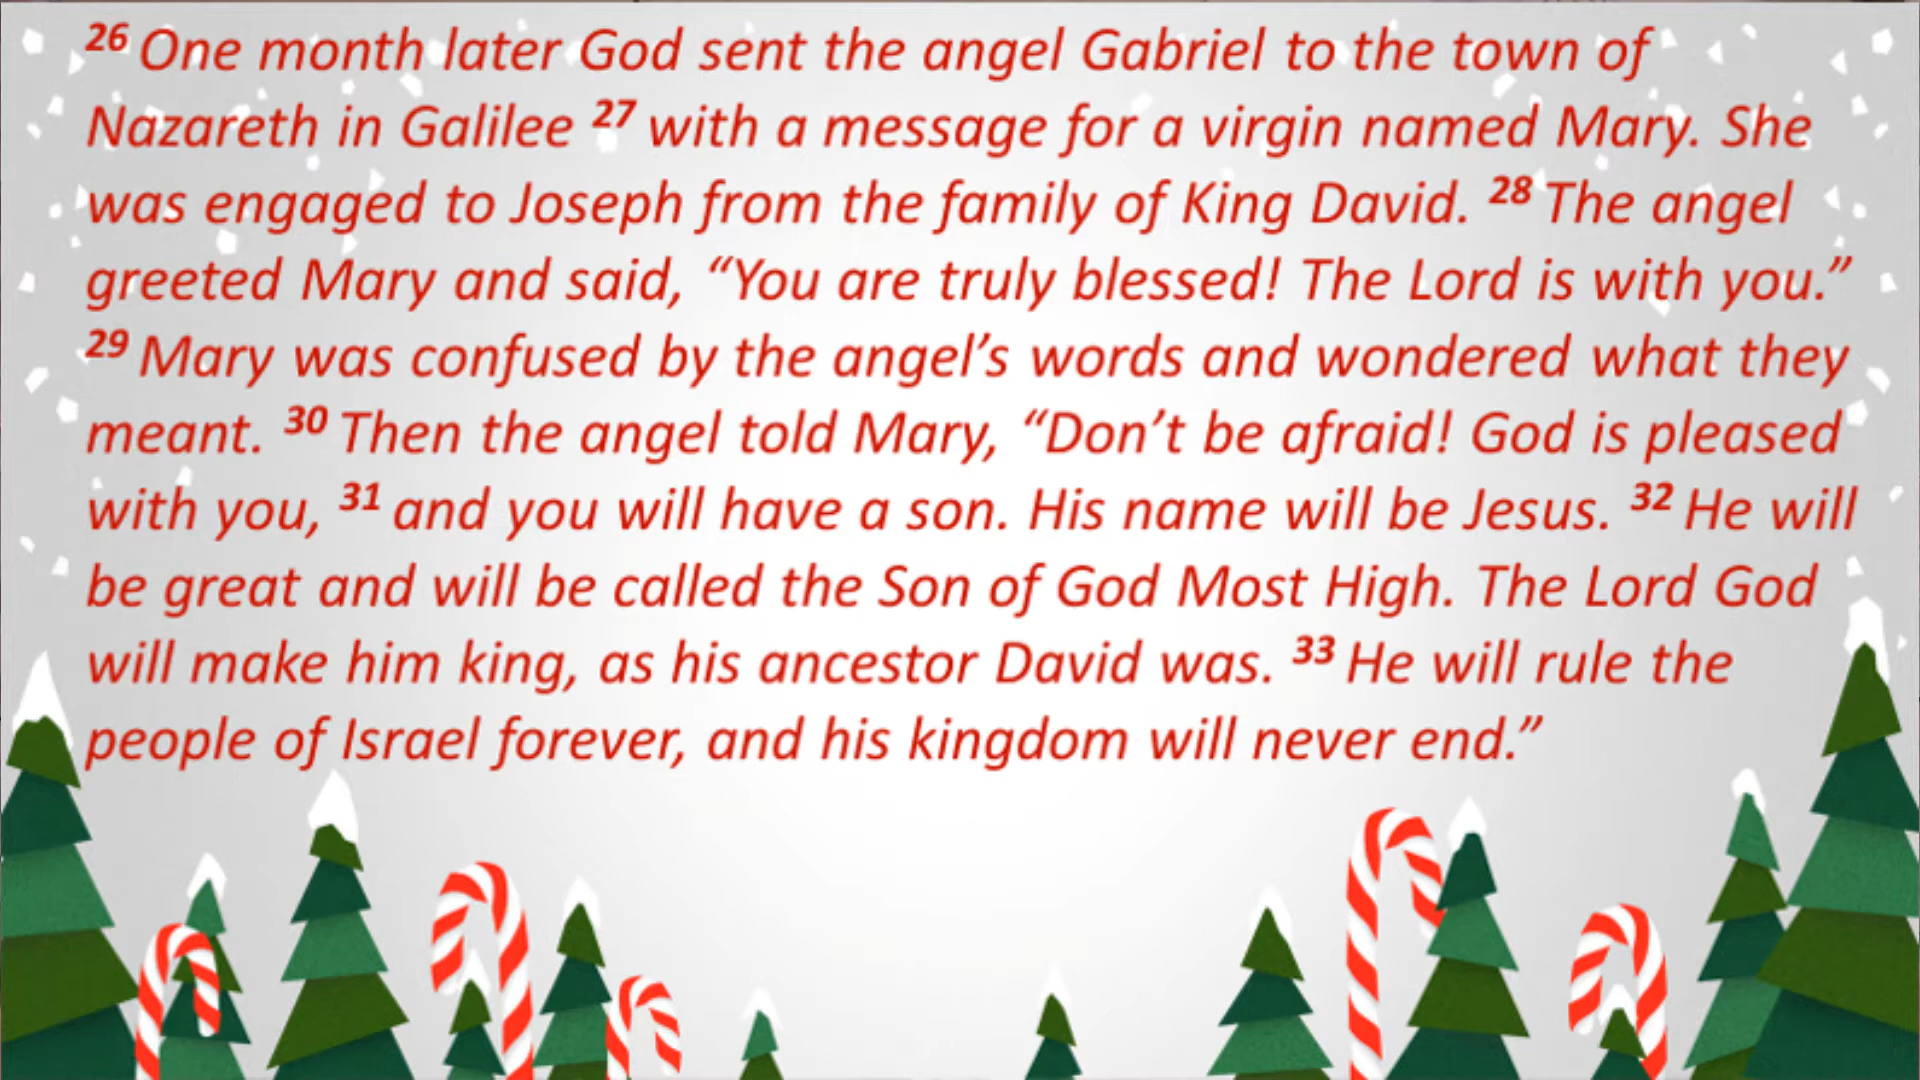 26 One month later God sent the angel Gabriel to the town of
Nazareth in Galilee 27 with a message for a virgin named Mary. She
was engaged to Joseph from the family of King David. 28 The angel
greeted Mary and said, “You are truly blessed! The Lord is with you.”
29 Mary was confused by the angel’s words and wondered what they
meant. 30 Then the angel told Mary, “Don’t be afraid! God is pleased
with you, 31 and you will have a son. His name will be Jesus. 32 He will
be great and will be called the Son of God Most High. The Lord God
will make him king, as his ancestor David was. 33 He will rule the
people of Israel forever, and his kingdom will never end.”